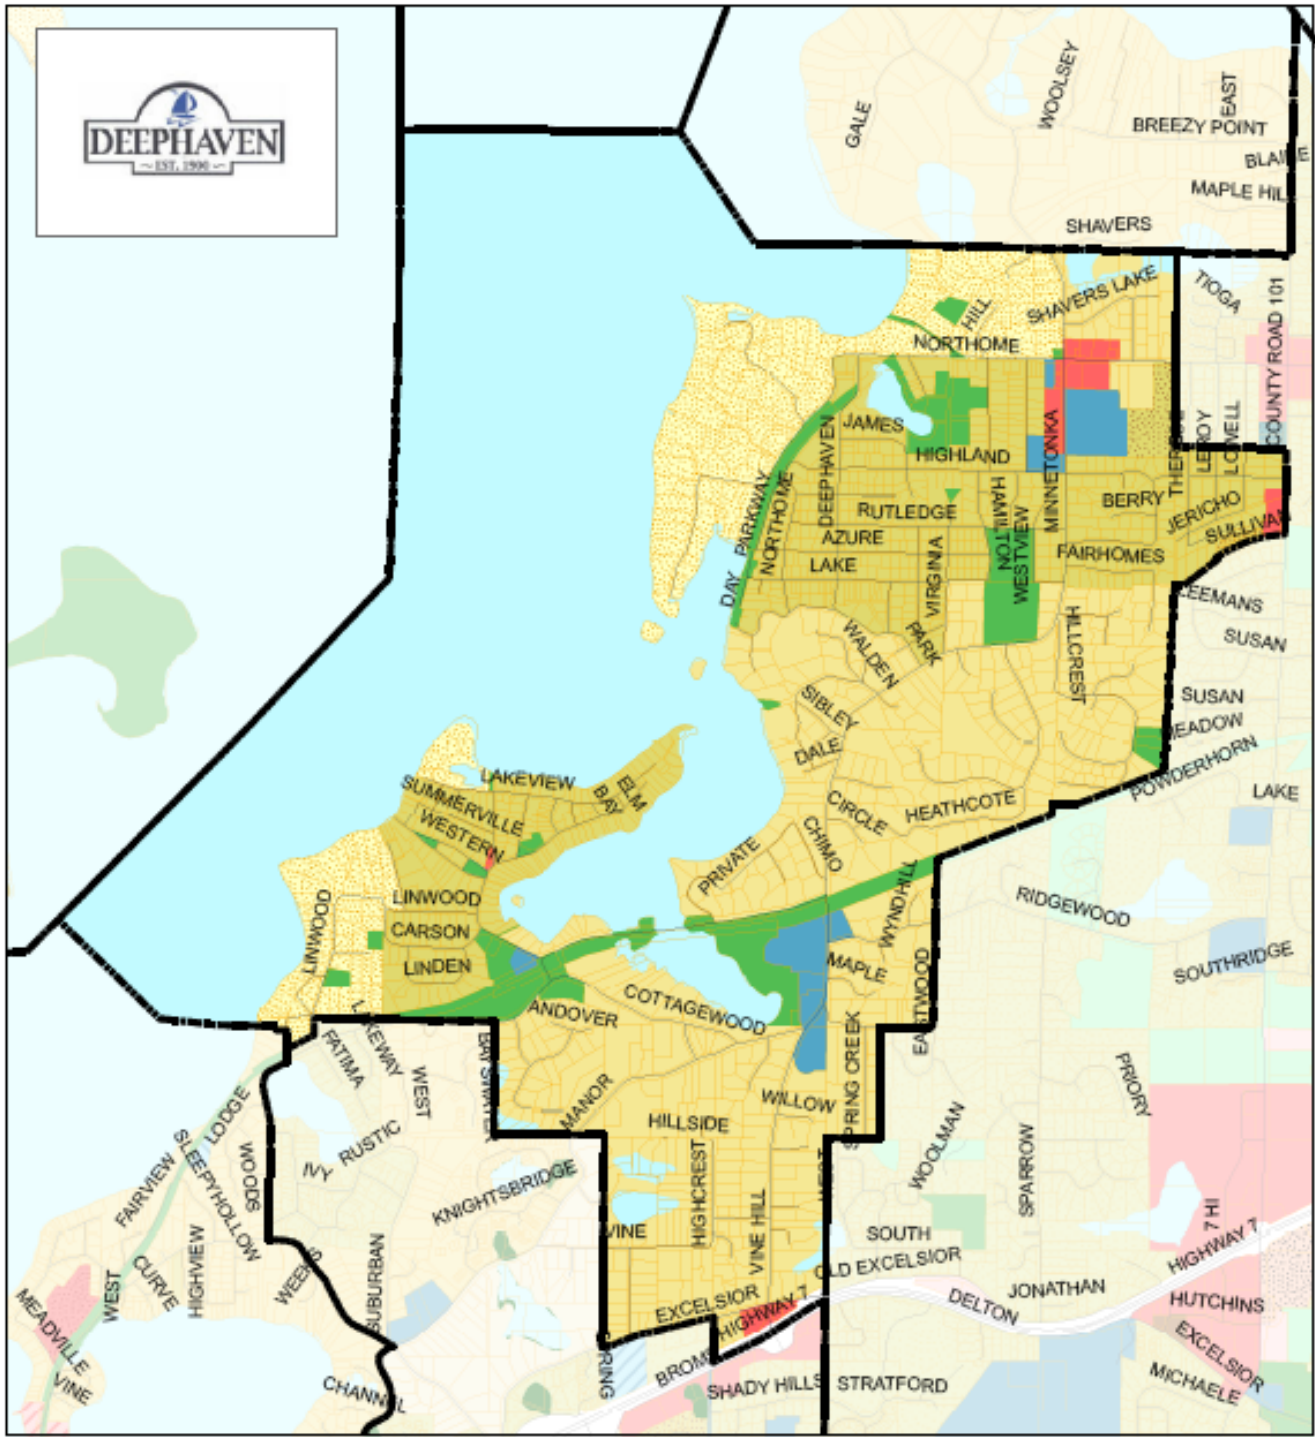 DEEPHAVEN
~ EST. 1900 ~
GALE
WOOLSEY
EAST
BREEZY POINT
MAPLE HIL
SHAVERS
TIOGA
COUNTY ROAD 101
SHAVERS LAKE
HILL
NORTHOME
JAMES
DEEPHAVEN
HIGHLAND
MINNETONKA
LEROY
LOVELL
DAY PARKWAY
NORTHOME
RUTLEDGE
HAMILTON
BERRY
JERICHO
SULLIVAN
AZURE
LAKE
VIRGINIA
WESTVIEW
FAIRHOMES
SUSAN
WALDEN
PARK
HILLCREST
SUSAN
SIBLEY
DALE
POWDERHORN
LAKE
LAKEVIEW
ELM
BAY
SUMMERVILLE
WESTERN
CIRCLE
HEATHCOTE
CHIMO
PRIVATE
LINWOOD
LINWOOD
CARSON
LINDEN
WYNDHILL
RIDGEWOOD
MAPLE
EASTWOOD
SOUTHRIDGE
ANDOVER
COTTAGEWOOD
LAKEWAY
FATIMA
WEST
MANOR
HILLSIDE
WILLOW
SPRING CREEK
PRIORY
FAIRVIEW
LODGE
SLEEPYHOLLOW
WOODS
IVY
RUSTIC
KNIGHTSBRIDGE
HIGHCREST
VINE HILL
VINE
WOOLMAN
SPARROW
SOUTH
OLD EXCELSIOR
7 HI
HIGHWAY 7
WEST
CURVE
HIGHVIEW
SUBURBAN
EXCELSIOR
HIGHWAY 7
DELTON
JONATHAN
HUTCHINS
EXCELSIOR
MICHAELE
MEADVILLE
VINE
CHANNEL
SHADY HILLS
STRATFORD